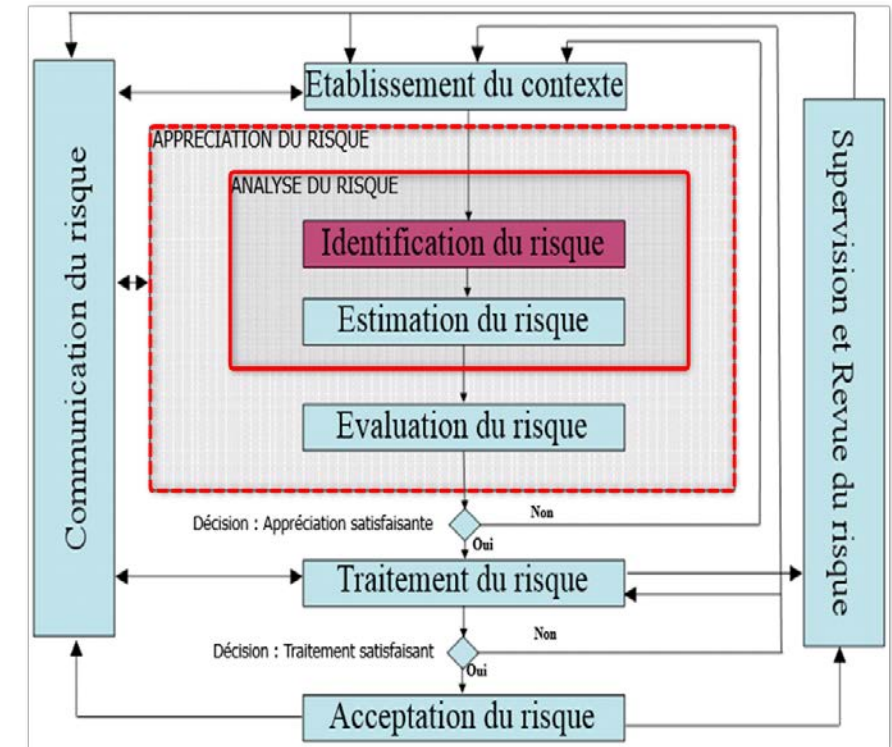 Etablissement du contexte
APPRECIATION DU RISQUE
ANALYSE DU RISQUE
Identification du risque
Estimation du risque
Evaluation du risque
Décision : Appréciation satisfaisante
Non
Oui
Traitement du risque
Décision : Traitement satisfaisant
Non
Oui
Acceptation du risque
Communication du risque
Supervision et Revue du risque